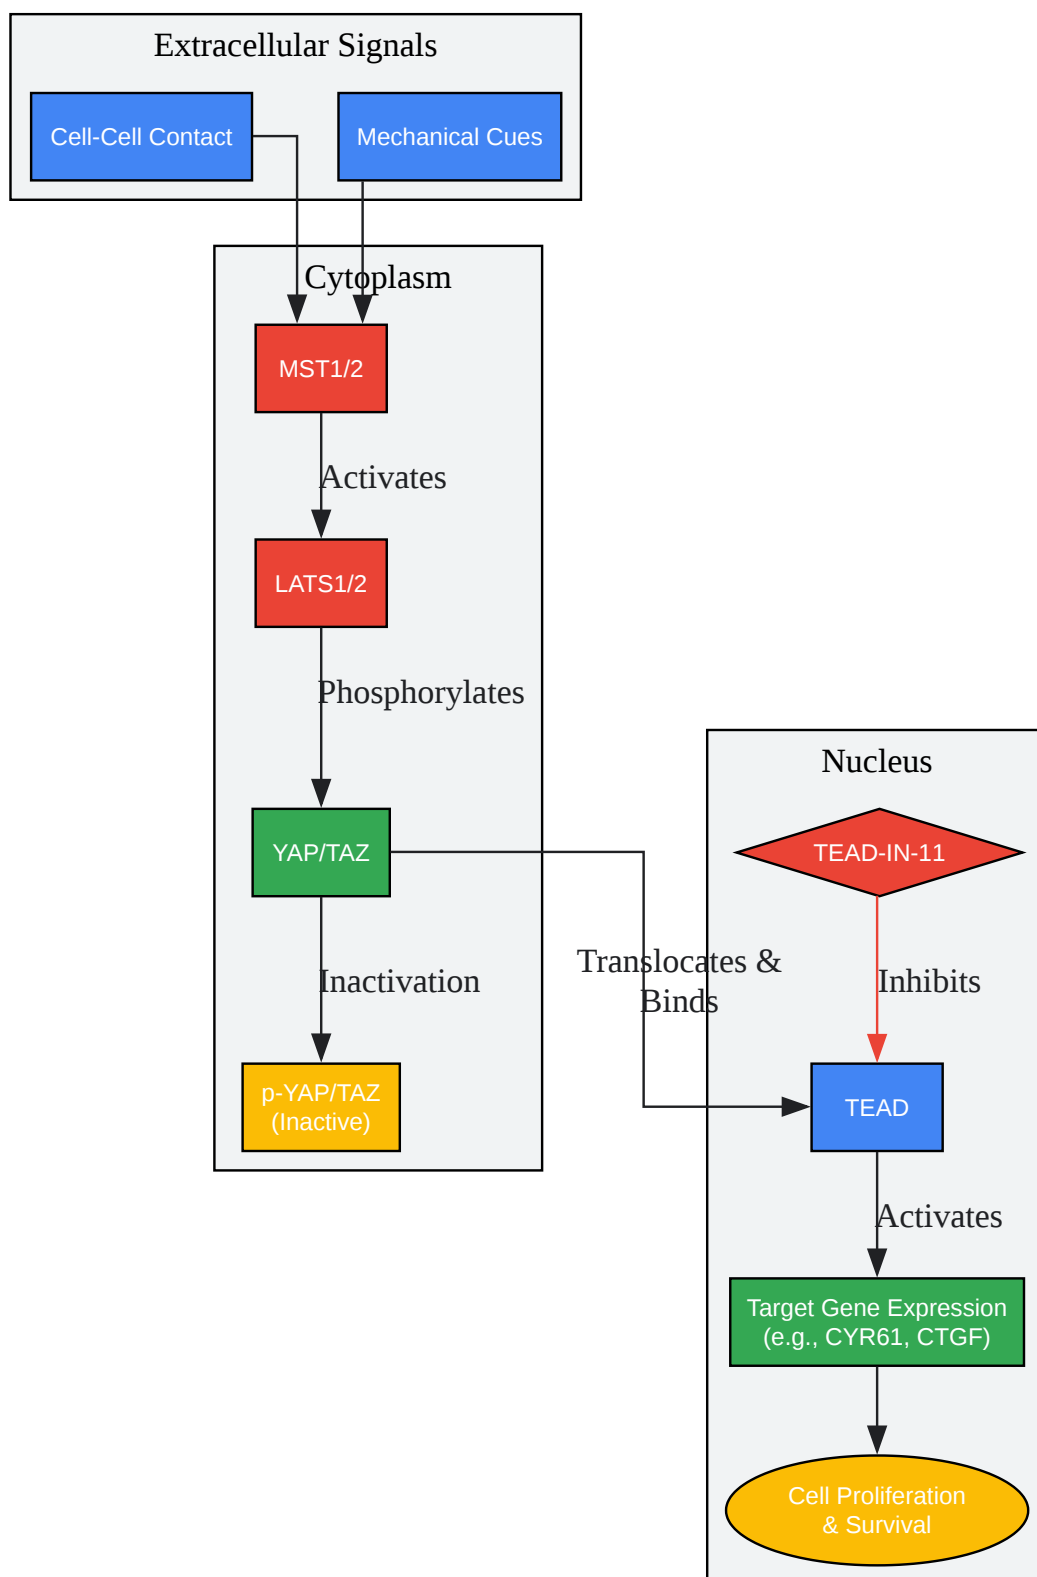 Extracellular Signals
Cell-Cell Contact
Mechanical Cues
Cytoplasm
MST1/2
Activates
LATS1/2
Phosphorylates
YAP/TAZ
Inactivation
p-YAP/TAZ
(Inactive)
Translocates &
Binds
Nucleus
TEAD-IN-11
Inhibits
TEAD
Activates
Target Gene Expression
(e.g., CYR61, CTGF)
Cell Proliferation
& Survival